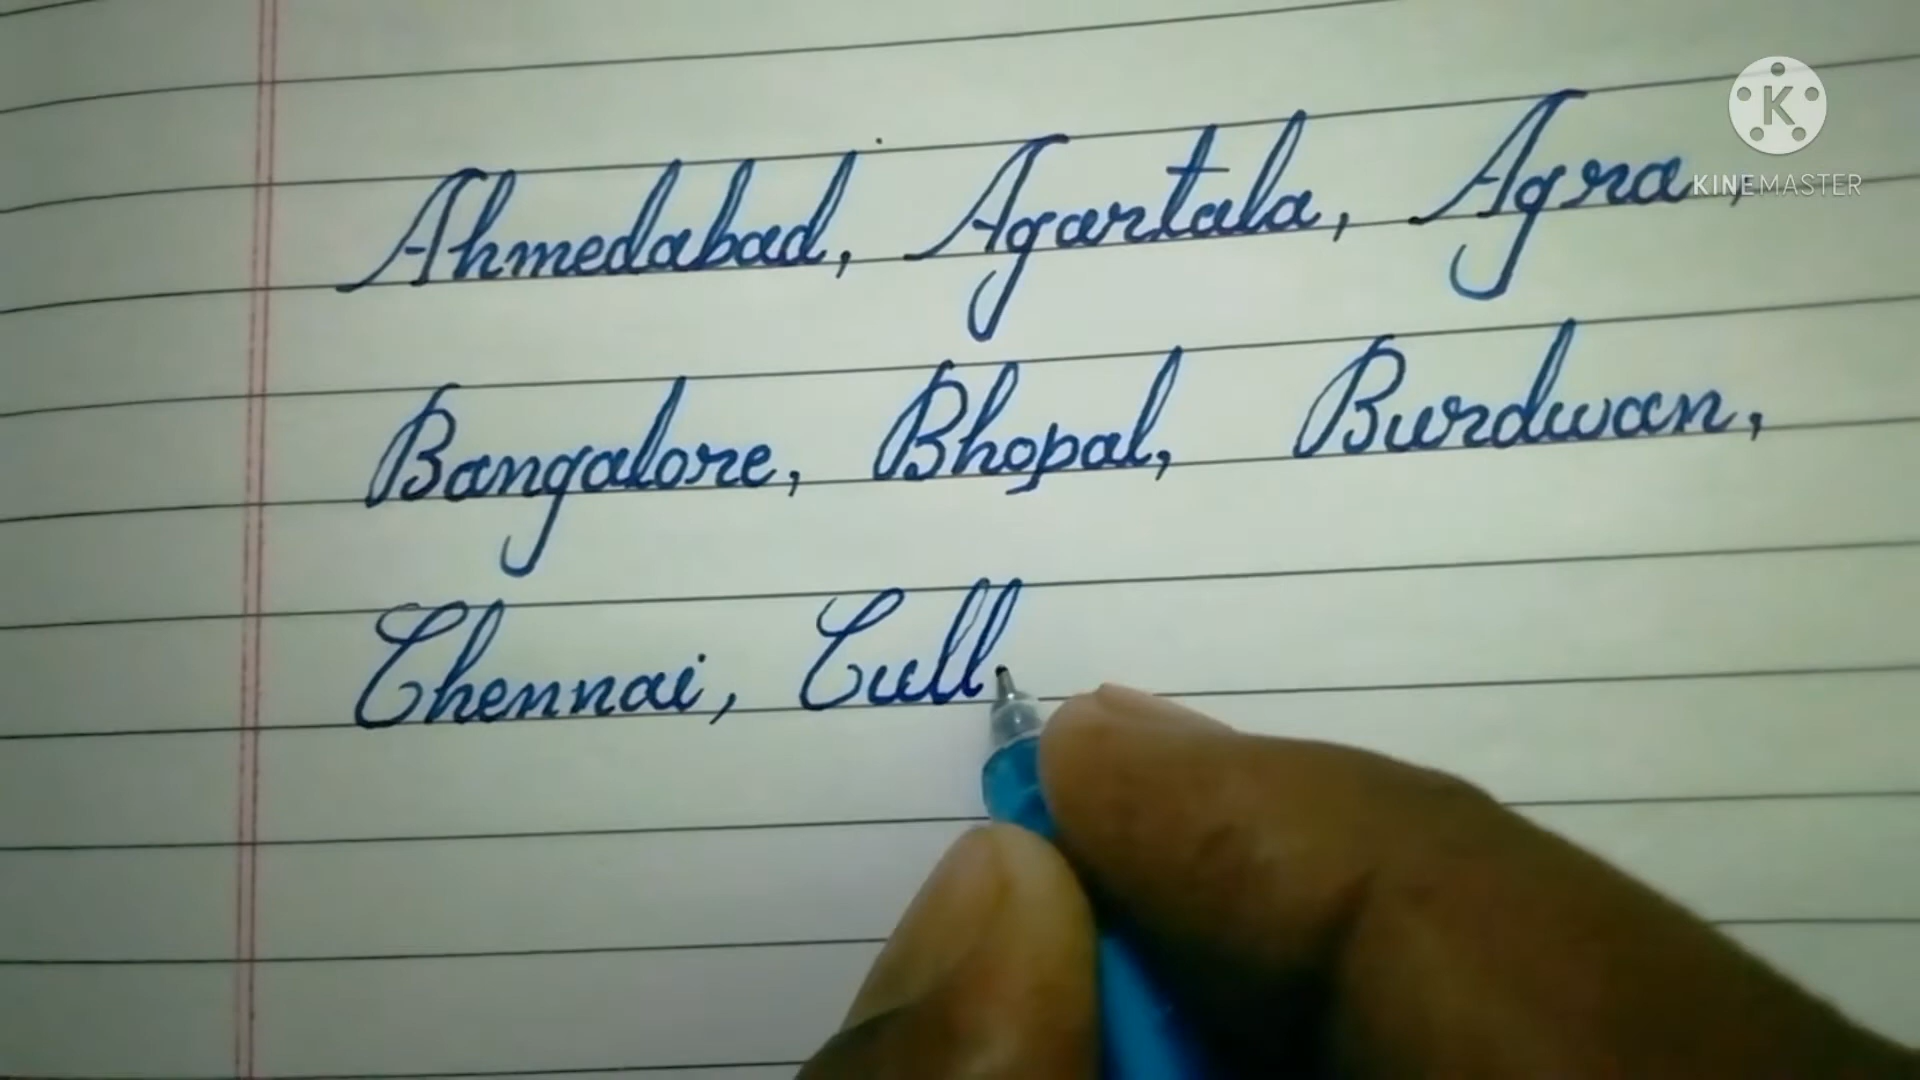 Ahmedabad, Agartala, Agra,
Bangalore, Bhopal, Burdwan,
Chennai, Cull
K
KINEMASTER